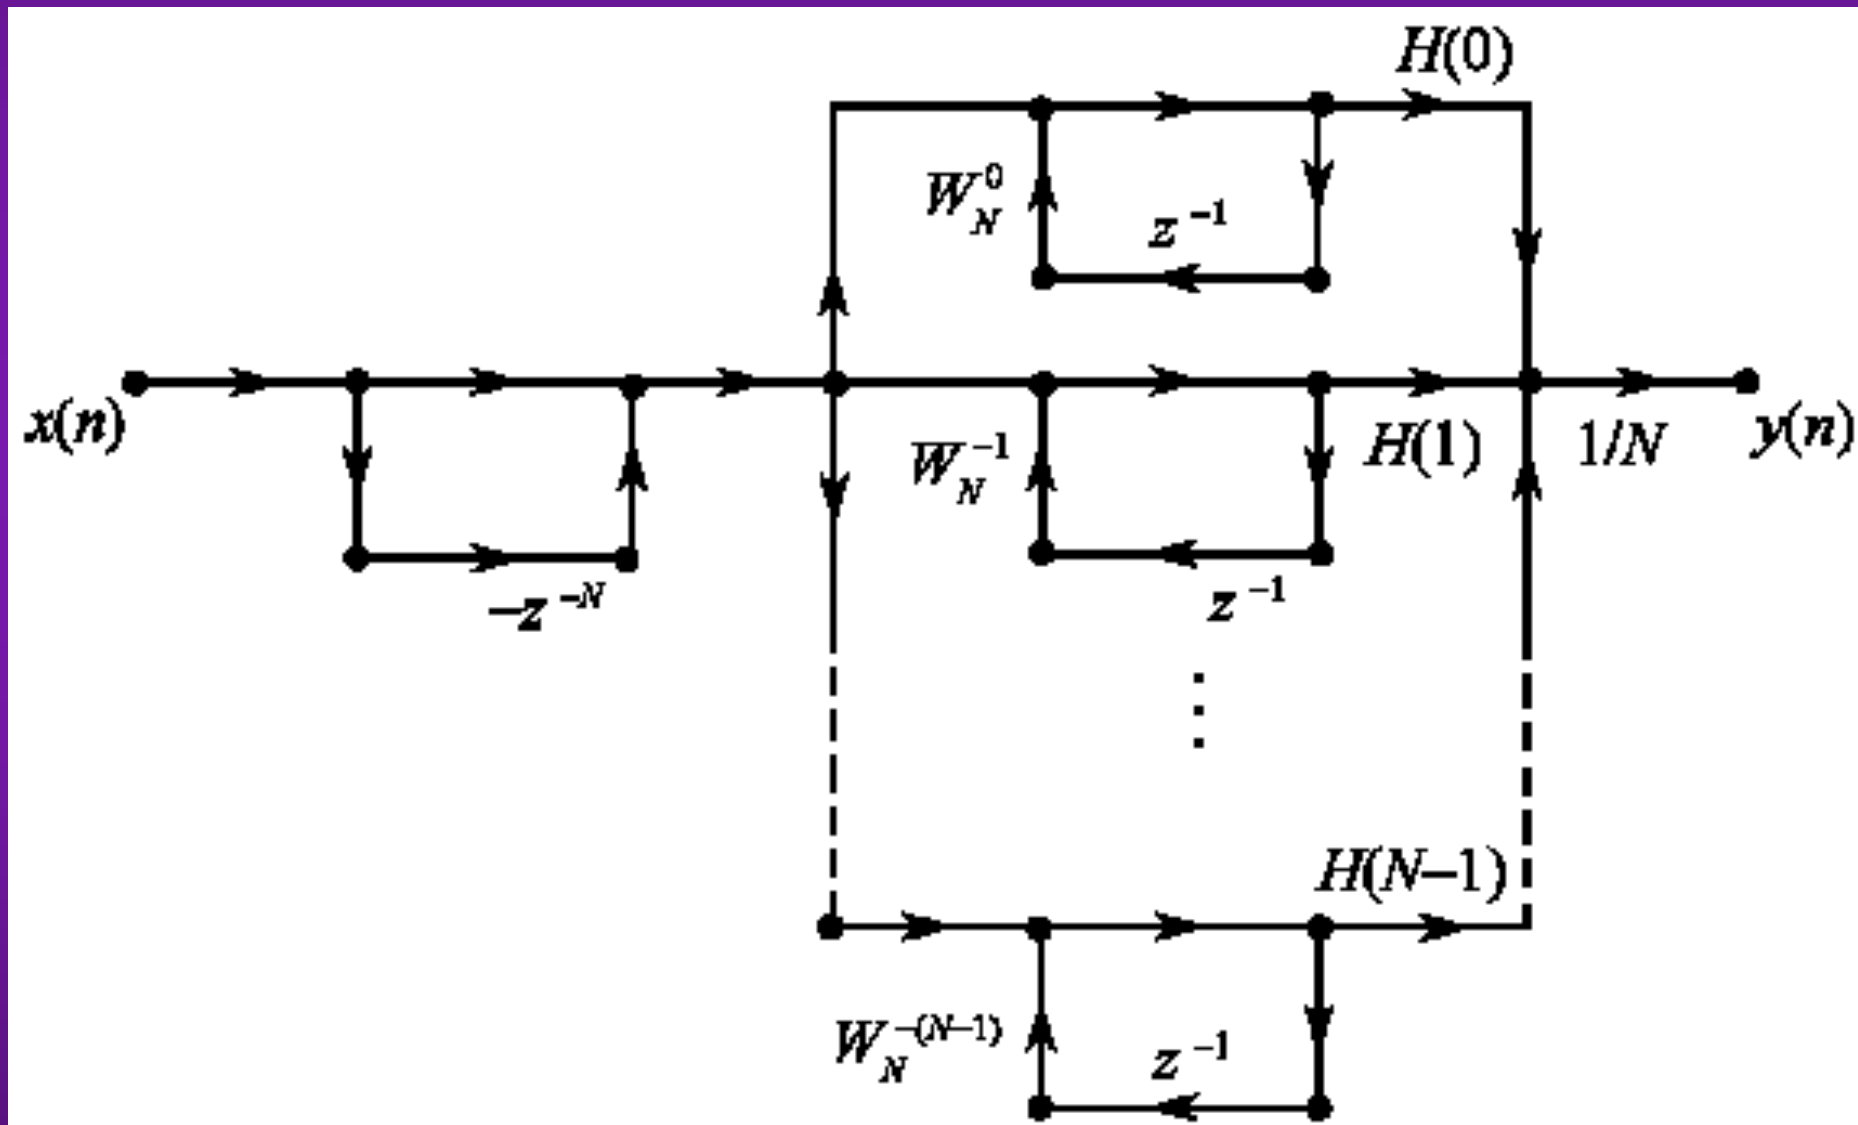 H(0)
W_N^0
z^{-1}
x(n)
W_N^{-1}
H(1)
1/N
y(n)
-z^{-N}
z^{-1}
⋮
H(N-1)
W_N^{-(N-1)}
z^{-1}